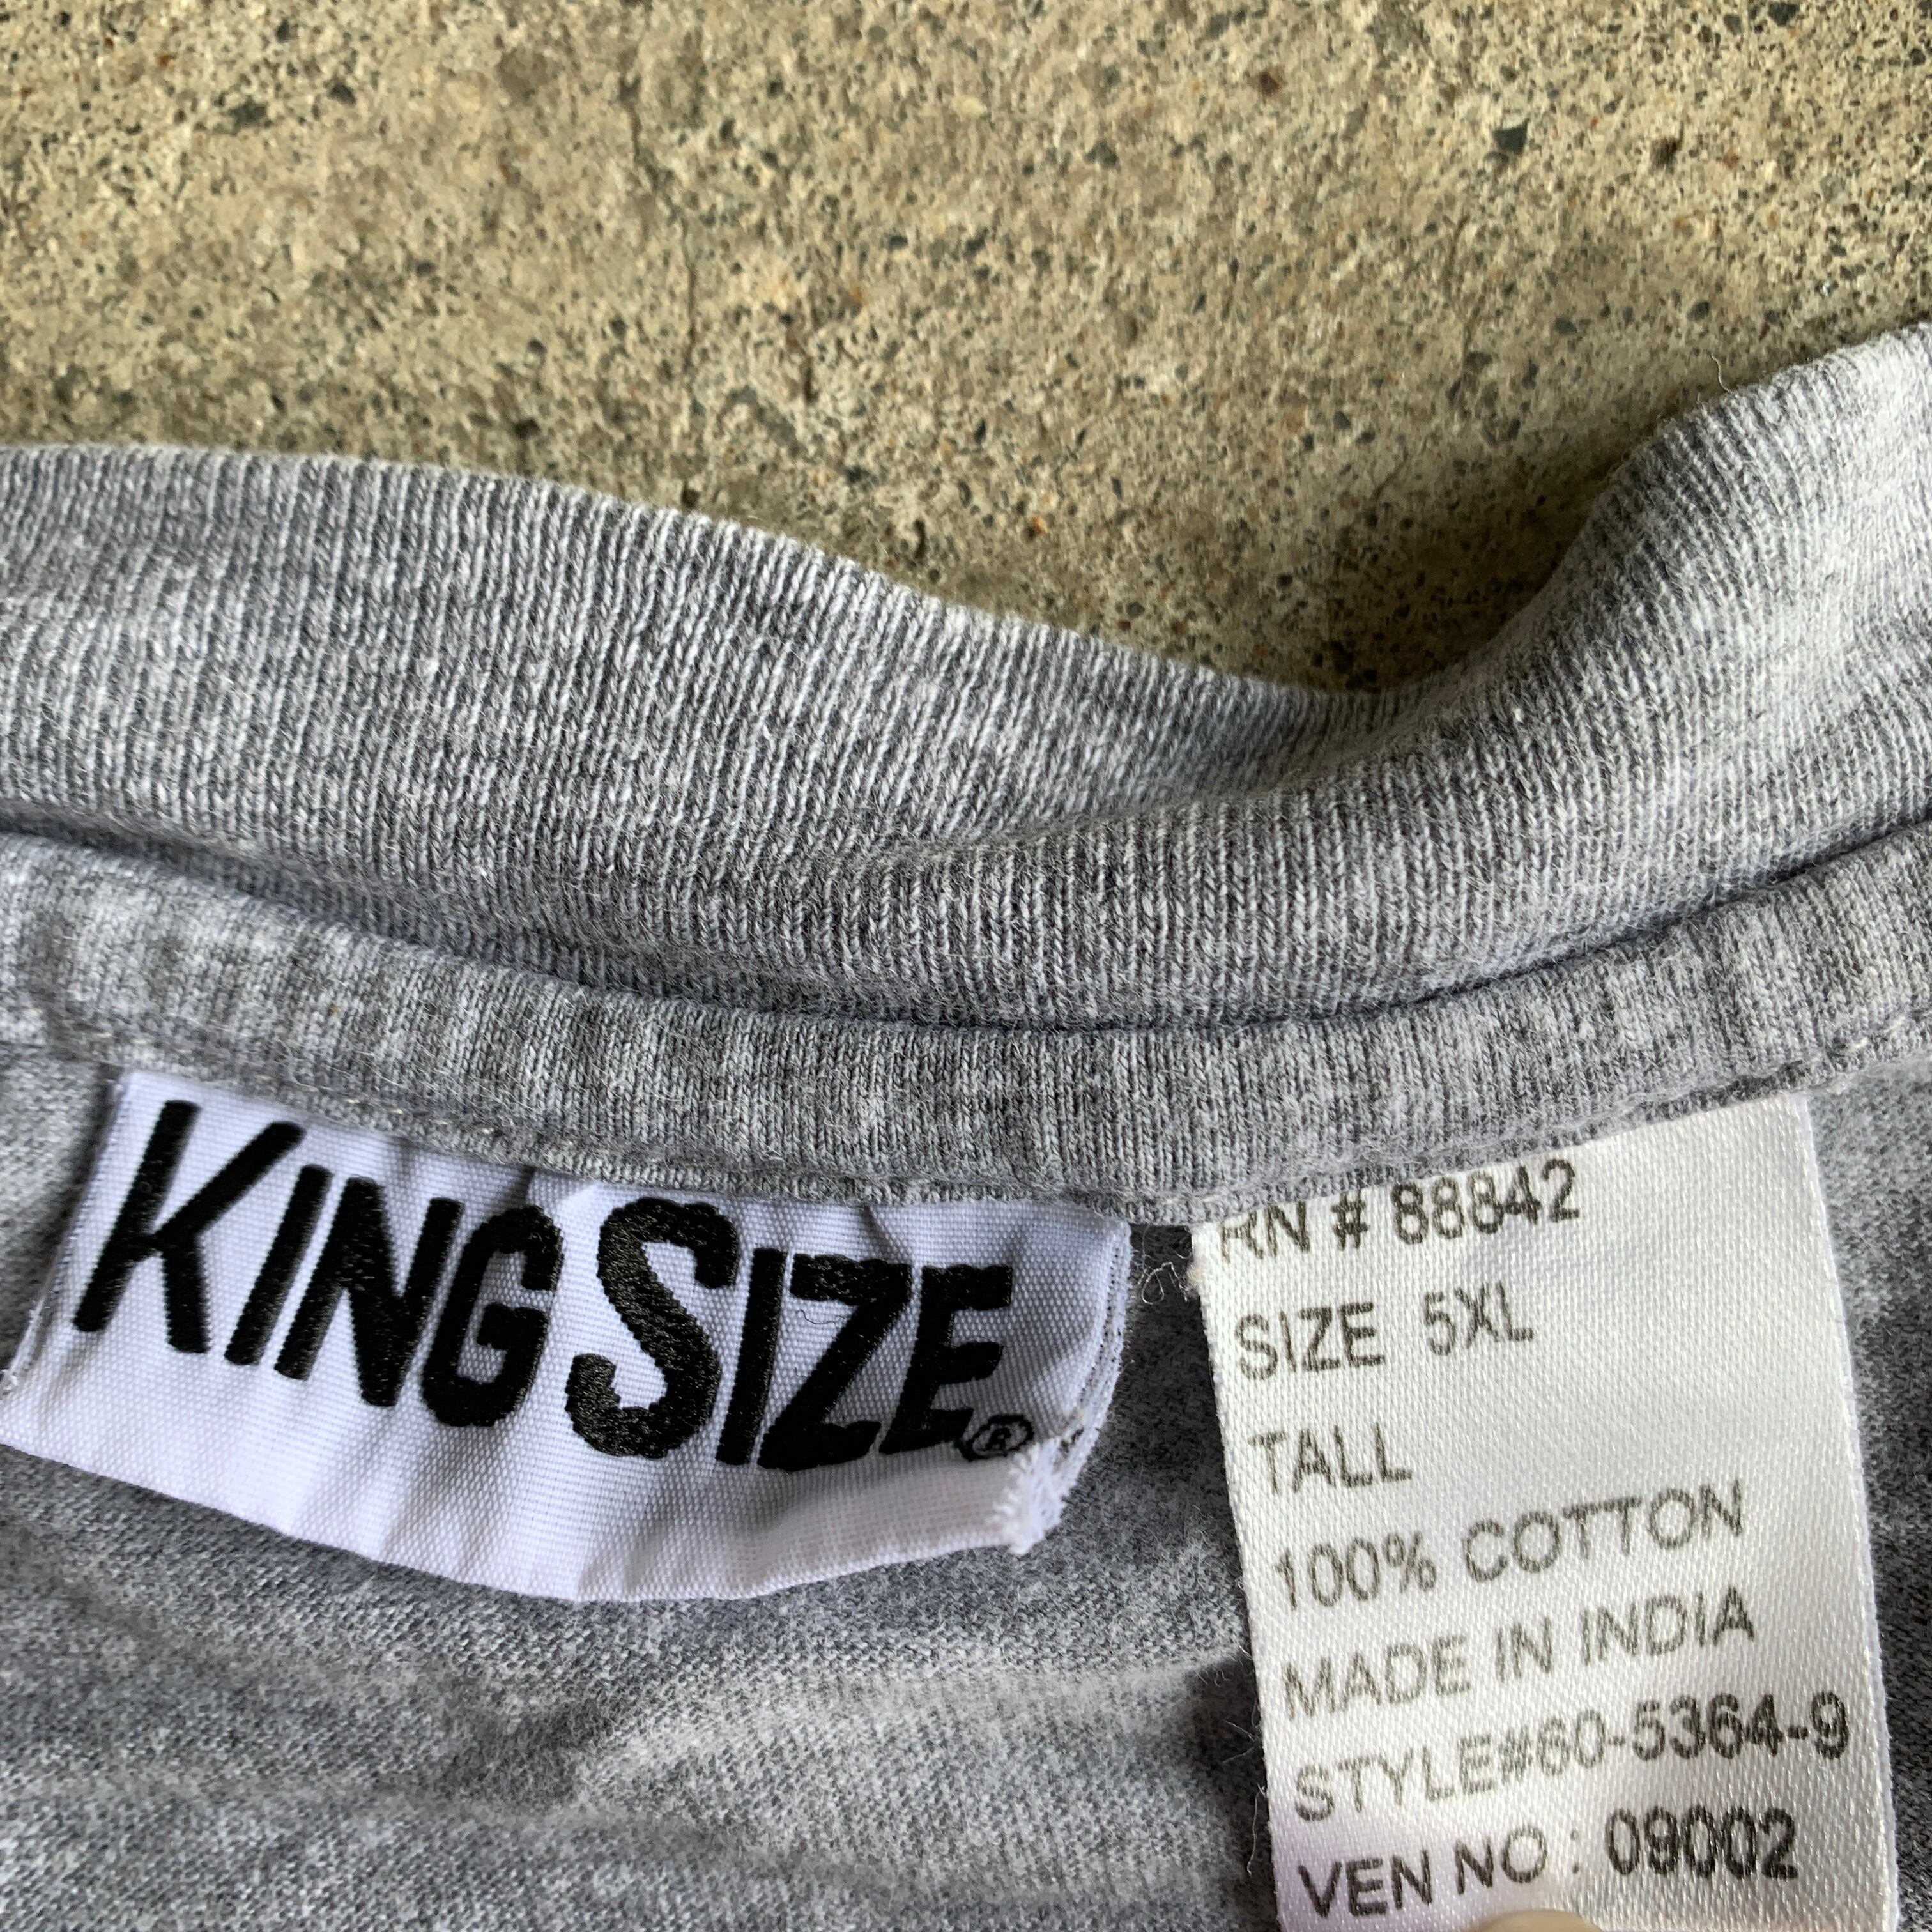 KING SIZE ®
RN # 88842
SIZE 5XL
TALL
100% COTTON
MADE IN INDIA
STYLE#60-5364-9
VEN NO : 09002